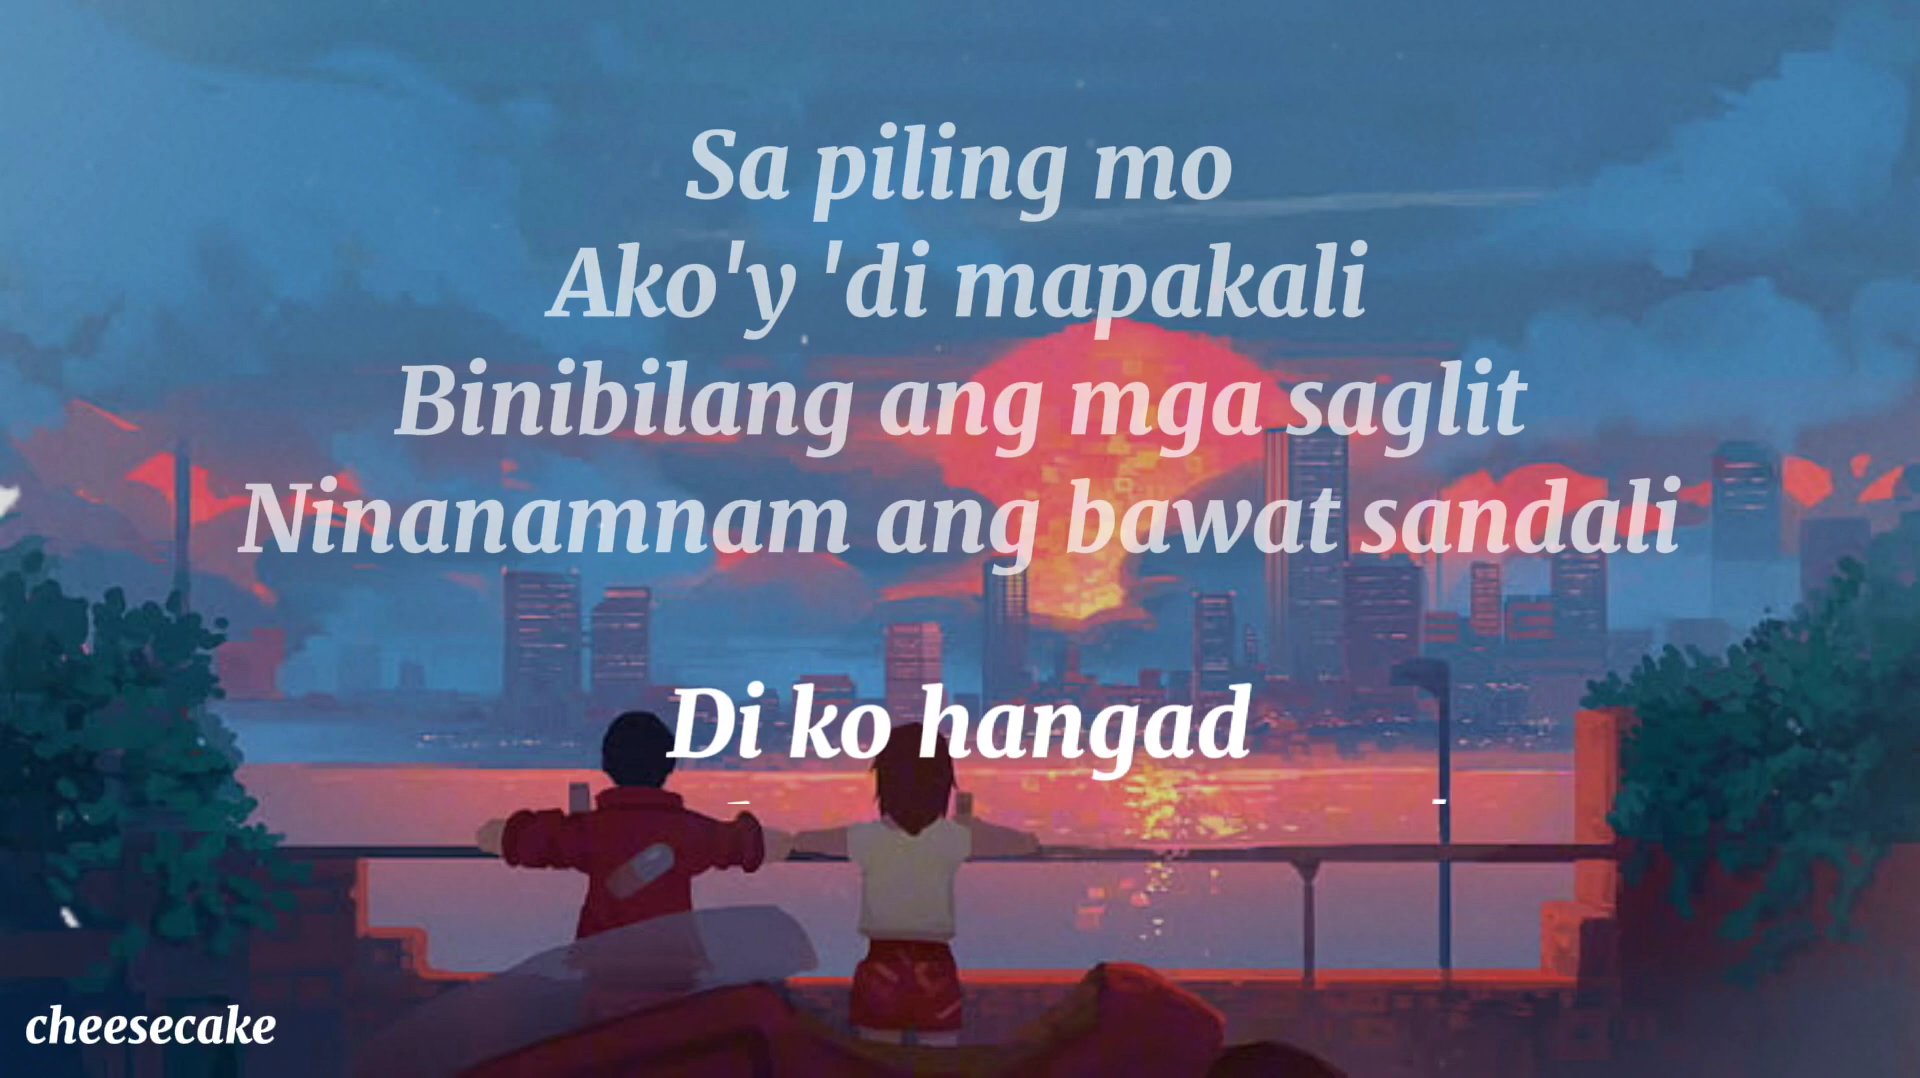 Sa piling mo
Ako'y 'di mapakali
Binibilang ang mga saglit
Ninanamnam ang bawat sandali
Di ko hangad
cheesecake